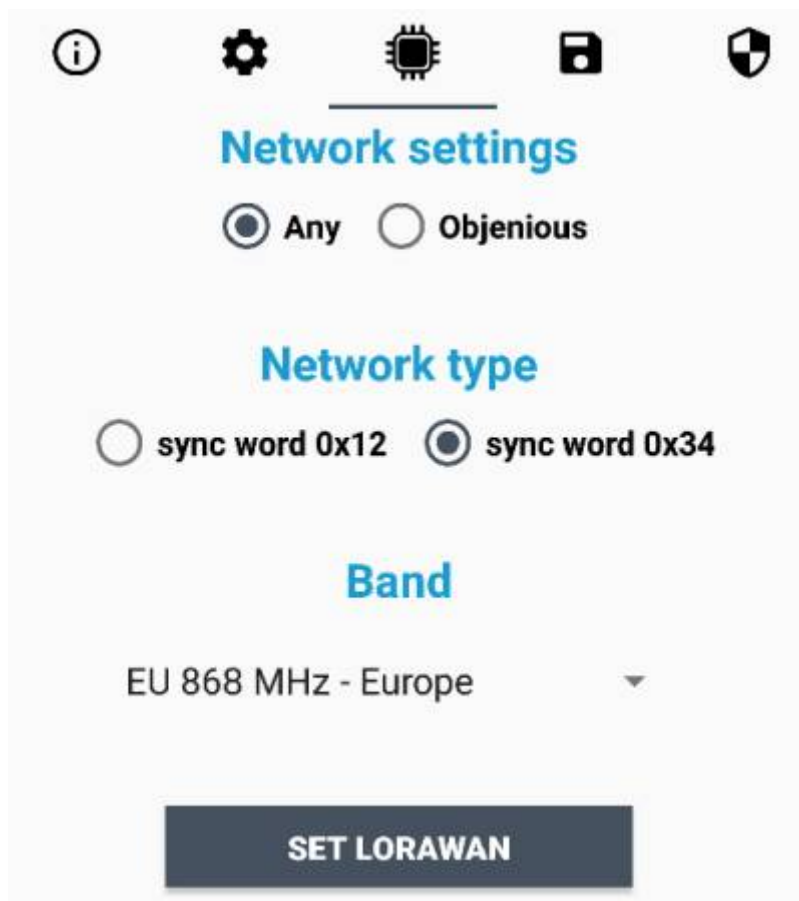 Network settings
Any Objenious
Network type
sync word 0x12 sync word 0x34
Band
EU 868 MHz - Europe
SET LORAWAN